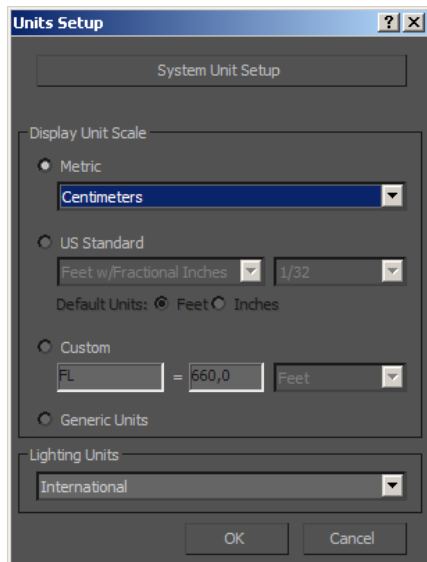 Units Setup
System Unit Setup
Display Unit Scale
Metric
Centimeters
US Standard
Feet w/Fractional Inches 1/32
Default Units: Feet Inches
Custom
FL = 660,0 Feet
Generic Units
Lighting Units
International
OK Cancel